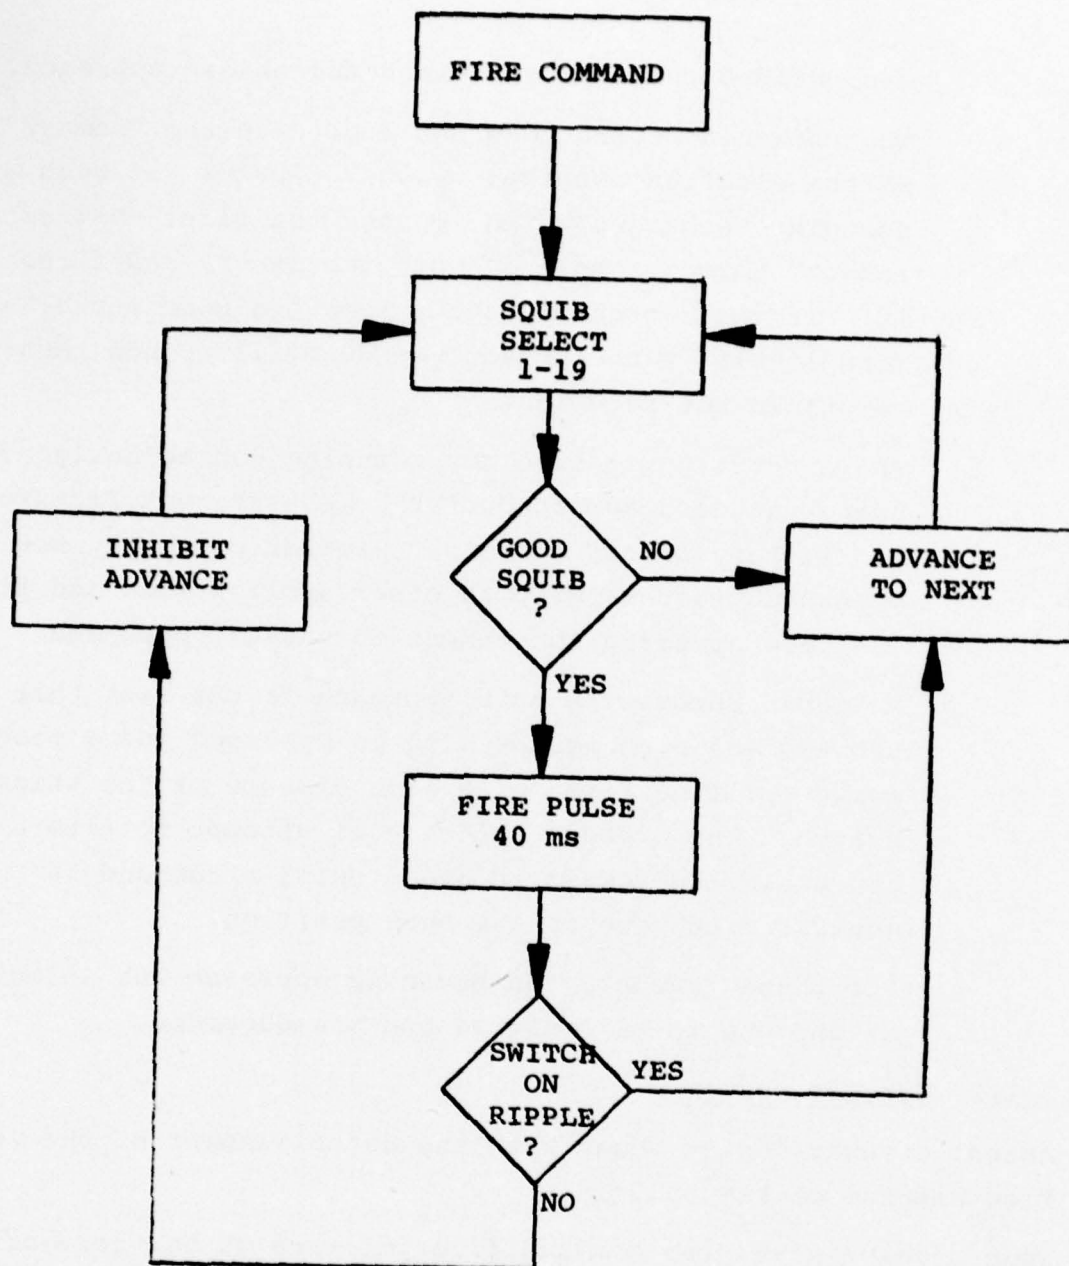 FIRE COMMAND
SQUIB
SELECT
1-19
INHIBIT
ADVANCE
GOOD
SQUIB
?
NO
ADVANCE
TO NEXT
YES
FIRE PULSE
40 ms
SWITCH
ON
RIPPLE
?
YES
NO